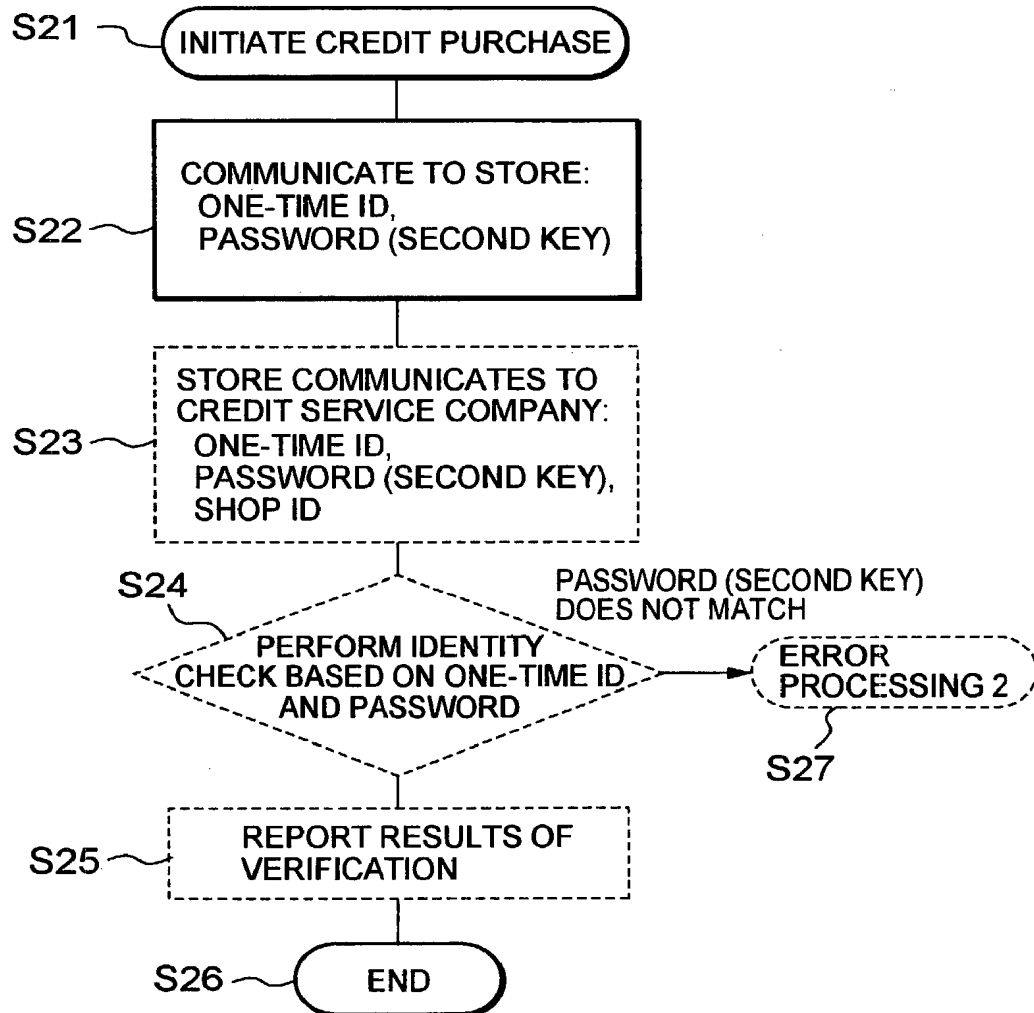 S21
INITIATE CREDIT PURCHASE
S22
COMMUNICATE TO STORE:
ONE-TIME ID,
PASSWORD (SECOND KEY)
S23
STORE COMMUNICATES TO
CREDIT SERVICE COMPANY:
ONE-TIME ID,
PASSWORD (SECOND KEY),
SHOP ID
S24
PERFORM IDENTITY
CHECK BASED ON ONE-TIME ID
AND PASSWORD
PASSWORD (SECOND KEY)
DOES NOT MATCH
ERROR
PROCESSING 2
S27
S25
REPORT RESULTS OF
VERIFICATION
S26
END